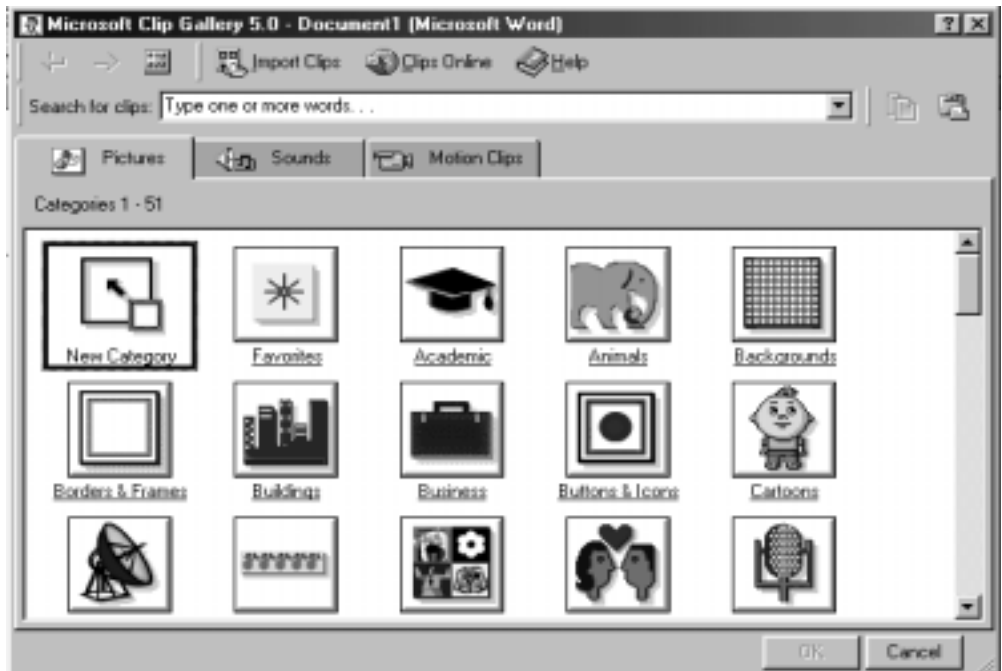 Microsoft Clip Gallery 5.0 - Document1 (Microsoft Word)
Import Clips Clips Online Help
Search for clips: Type one or more words. . .
Pictures Sounds Motion Clips
Categories 1 - 51
New Category Favorites Academic Animals Backgrounds
Borders & Frames Buildings Business Buttons & Icons Cartoons
OK Cancel